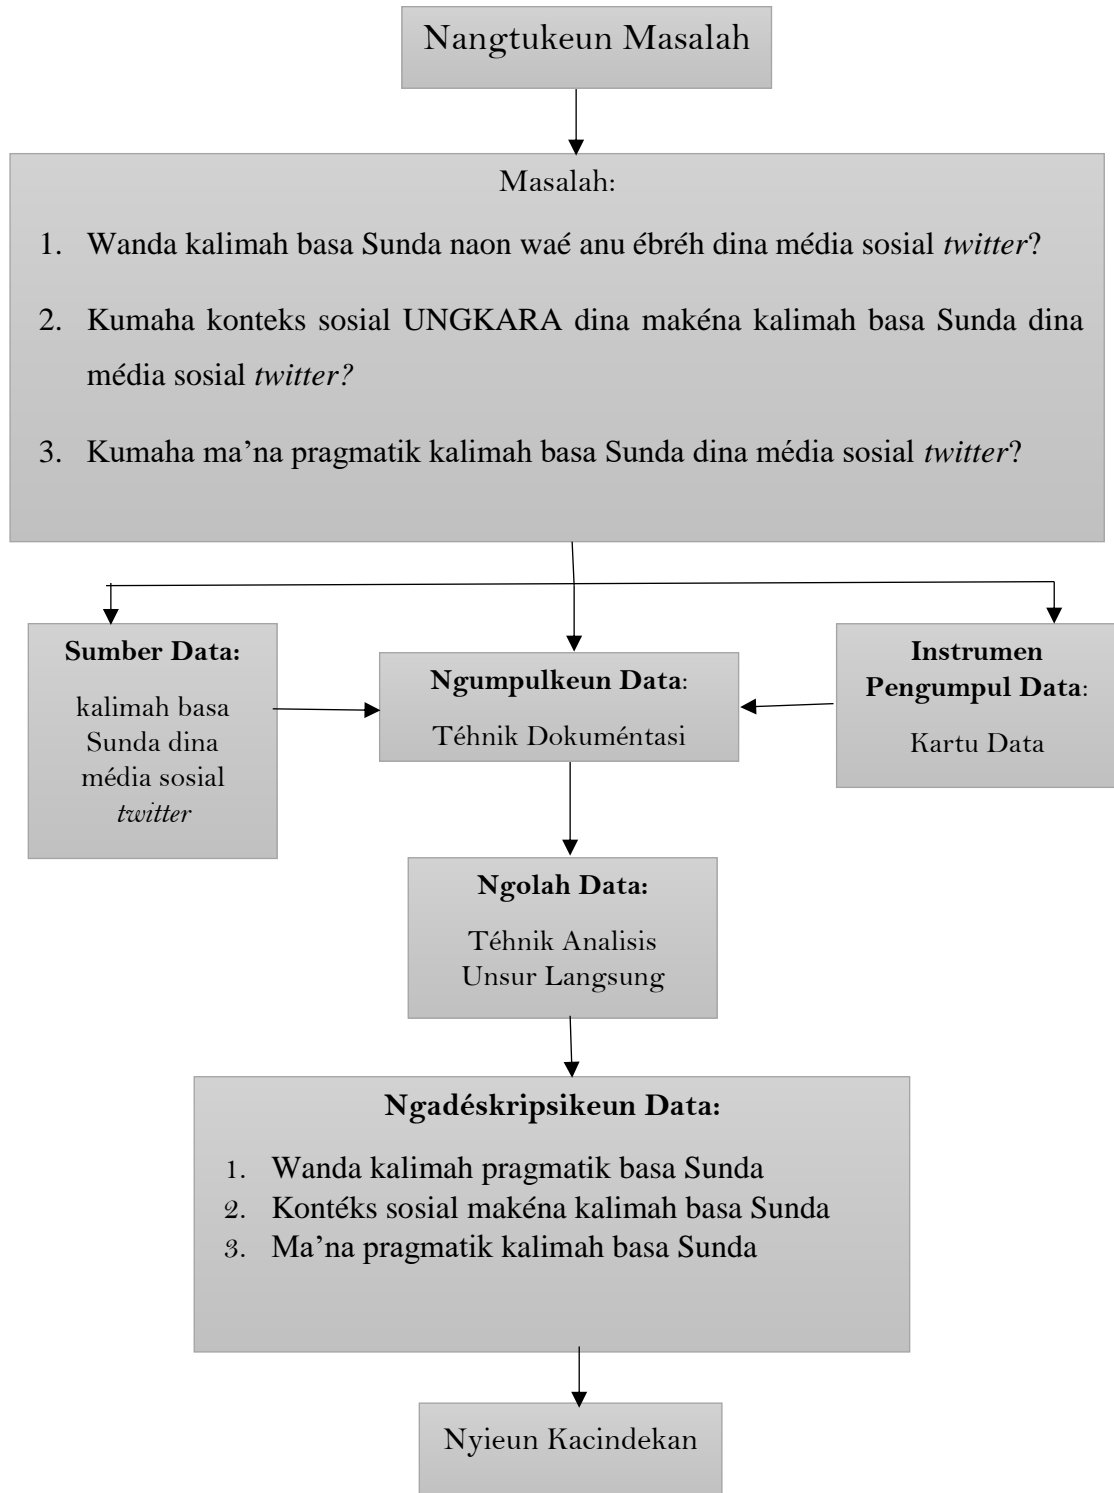 Nangtukeun Masalah
Masalah:
1. Wanda kalimah basa Sunda naon waé anu ébréh dina média sosial twitter?
2. Kumaha konteks sosial UNGKARA dina makéna kalimah basa Sunda dina
média sosial twitter?
3. Kumaha ma’na pragmatik kalimah basa Sunda dina média sosial twitter?
Sumber Data:
kalimah basa
Sunda dina
média sosial
twitter
Ngumpulkeun Data:
Téhnik Dokuméntasi
Instrumen
Pengumpul Data:
Kartu Data
Ngolah Data:
Téhnik Analisis
Unsur Langsung
Ngadéskripsikeun Data:
1. Wanda kalimah pragmatik basa Sunda
2. Kontéks sosial makéna kalimah basa Sunda
3. Ma’na pragmatik kalimah basa Sunda
Nyieun Kacindekan